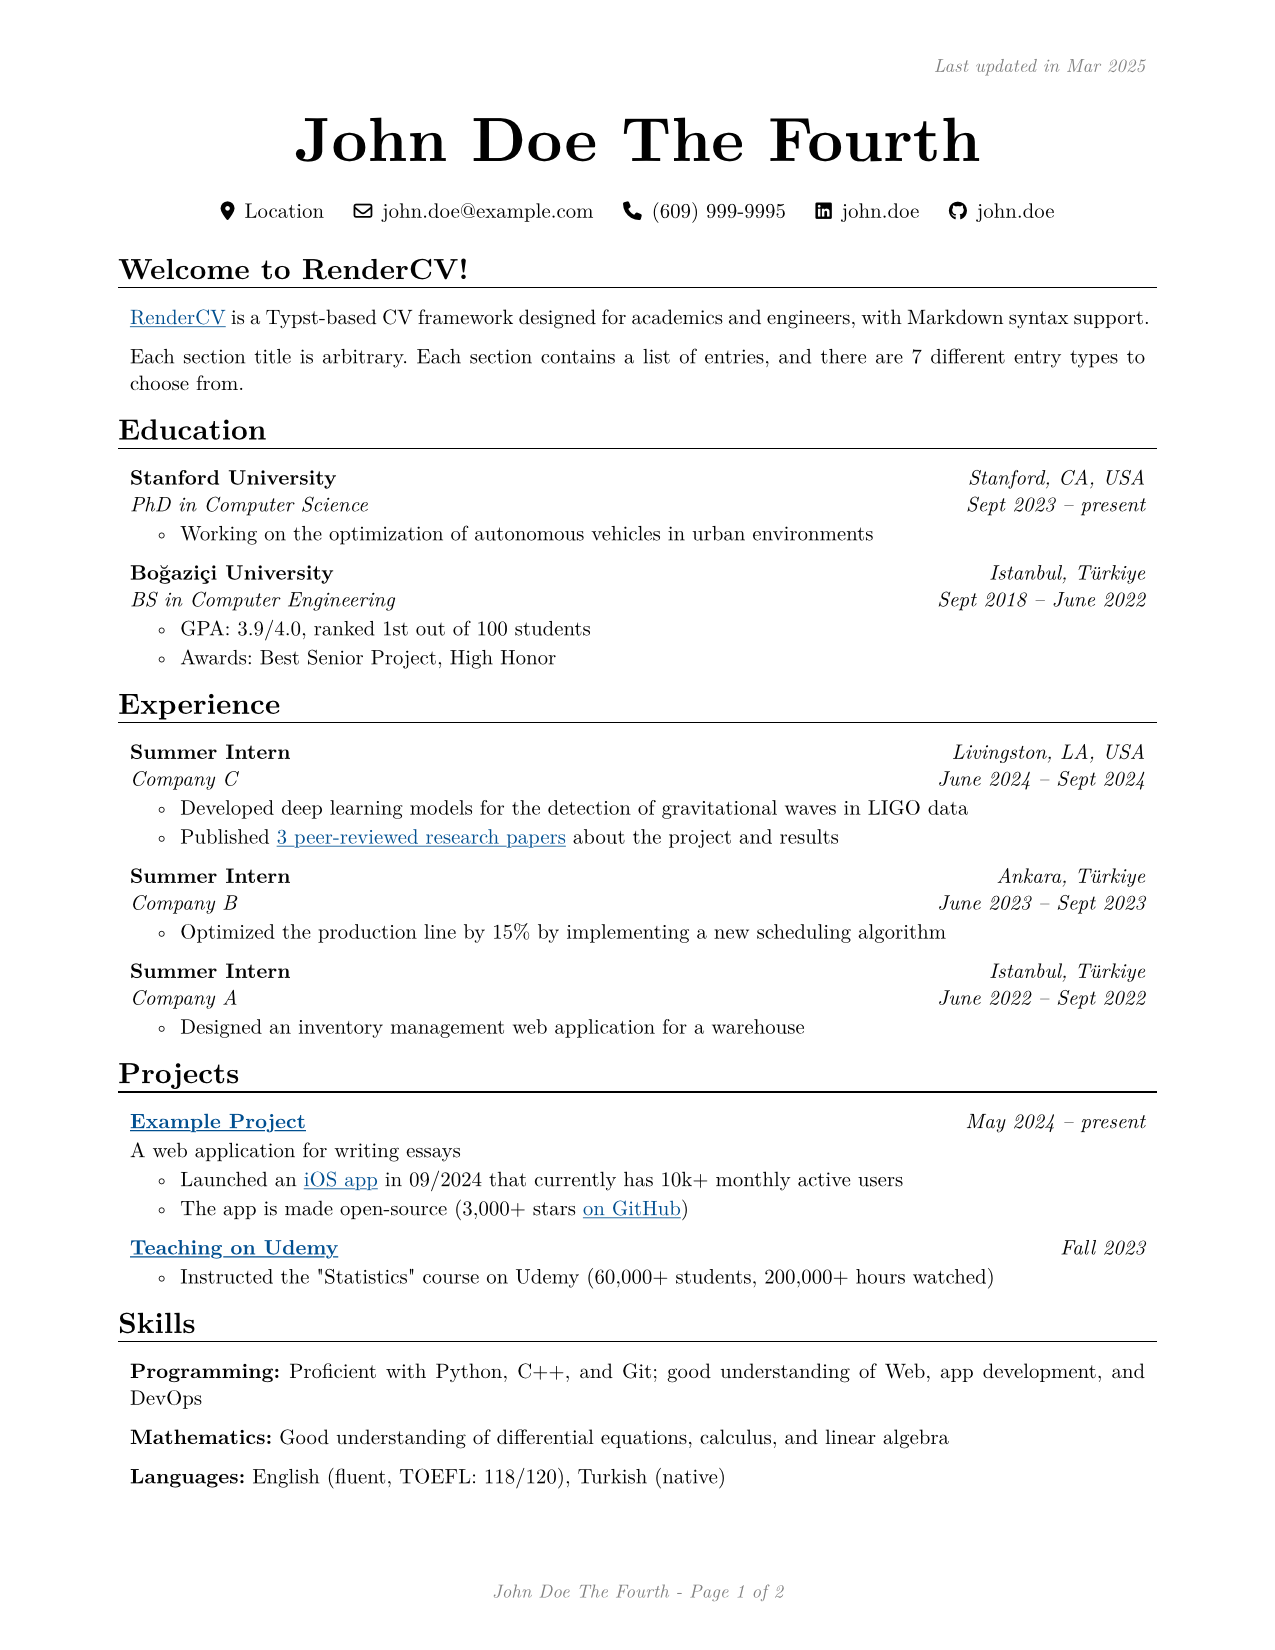 Last updated in Mar 2025
John Doe The Fourth
Location john.doe@example.com (609) 999-9995 john.doe john.doe
Welcome to RenderCV!
RenderCV is a Typst-based CV framework designed for academics and engineers, with Markdown syntax support.
Each section title is arbitrary. Each section contains a list of entries, and there are 7 different entry types to
choose from.
Education
Stanford University Stanford, CA, USA
PhD in Computer Science Sept 2023 – present
◦ Working on the optimization of autonomous vehicles in urban environments
Boğaziçi University Istanbul, Türkiye
BS in Computer Engineering Sept 2018 – June 2022
◦ GPA: 3.9/4.0, ranked 1st out of 100 students
◦ Awards: Best Senior Project, High Honor
Experience
Summer Intern Livingston, LA, USA
Company C June 2024 – Sept 2024
◦ Developed deep learning models for the detection of gravitational waves in LIGO data
◦ Published 3 peer-reviewed research papers about the project and results
Summer Intern Ankara, Türkiye
Company B June 2023 – Sept 2023
◦ Optimized the production line by 15% by implementing a new scheduling algorithm
Summer Intern Istanbul, Türkiye
Company A June 2022 – Sept 2022
◦ Designed an inventory management web application for a warehouse
Projects
Example Project May 2024 – present
A web application for writing essays
◦ Launched an iOS app in 09/2024 that currently has 10k+ monthly active users
◦ The app is made open-source (3,000+ stars on GitHub)
Teaching on Udemy Fall 2023
◦ Instructed the "Statistics" course on Udemy (60,000+ students, 200,000+ hours watched)
Skills
Programming: Proficient with Python, C++, and Git; good understanding of Web, app development, and
DevOps
Mathematics: Good understanding of differential equations, calculus, and linear algebra
Languages: English (fluent, TOEFL: 118/120), Turkish (native)
John Doe The Fourth - Page 1 of 2